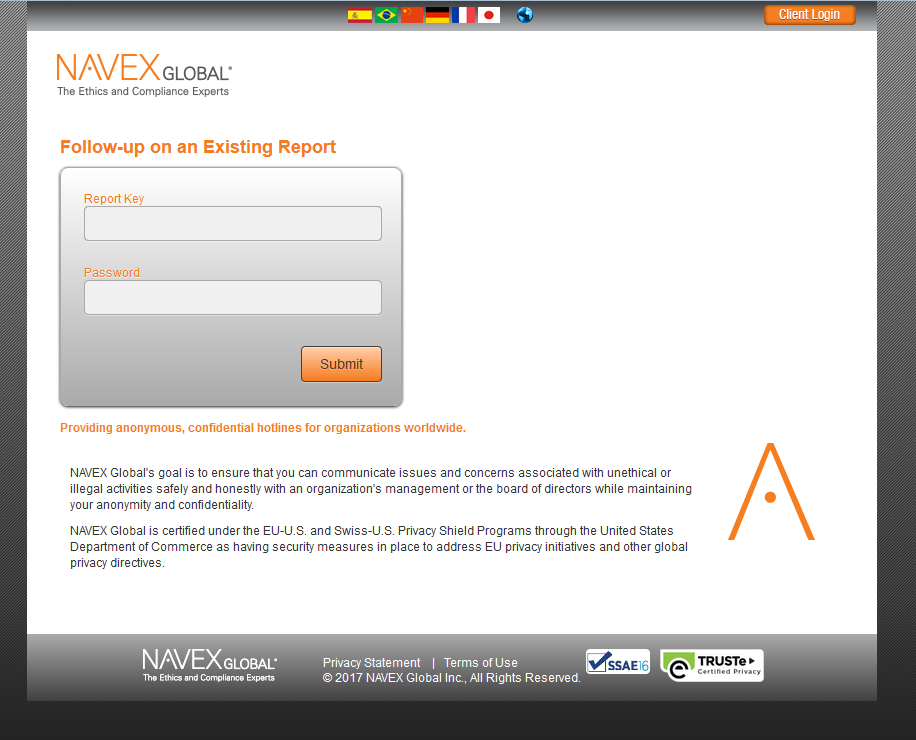 Client Login
NAVEX GLOBAL®
The Ethics and Compliance Experts
Follow-up on an Existing Report
Report Key
Password
Submit
Providing anonymous, confidential hotlines for organizations worldwide.
NAVEX Global's goal is to ensure that you can communicate issues and concerns associated with unethical or
illegal activities safely and honestly with an organization's management or the board of directors while maintaining
your anonymity and confidentiality.
NAVEX Global is certified under the EU-U.S. and Swiss-U.S. Privacy Shield Programs through the United States
Department of Commerce as having security measures in place to address EU privacy initiatives and other global
privacy directives.
NAVEX GLOBAL®
The Ethics and Compliance Experts
Privacy Statement | Terms of Use
© 2017 NAVEX Global Inc., All Rights Reserved.
SSAE16
TRUSTe
Certified Privacy